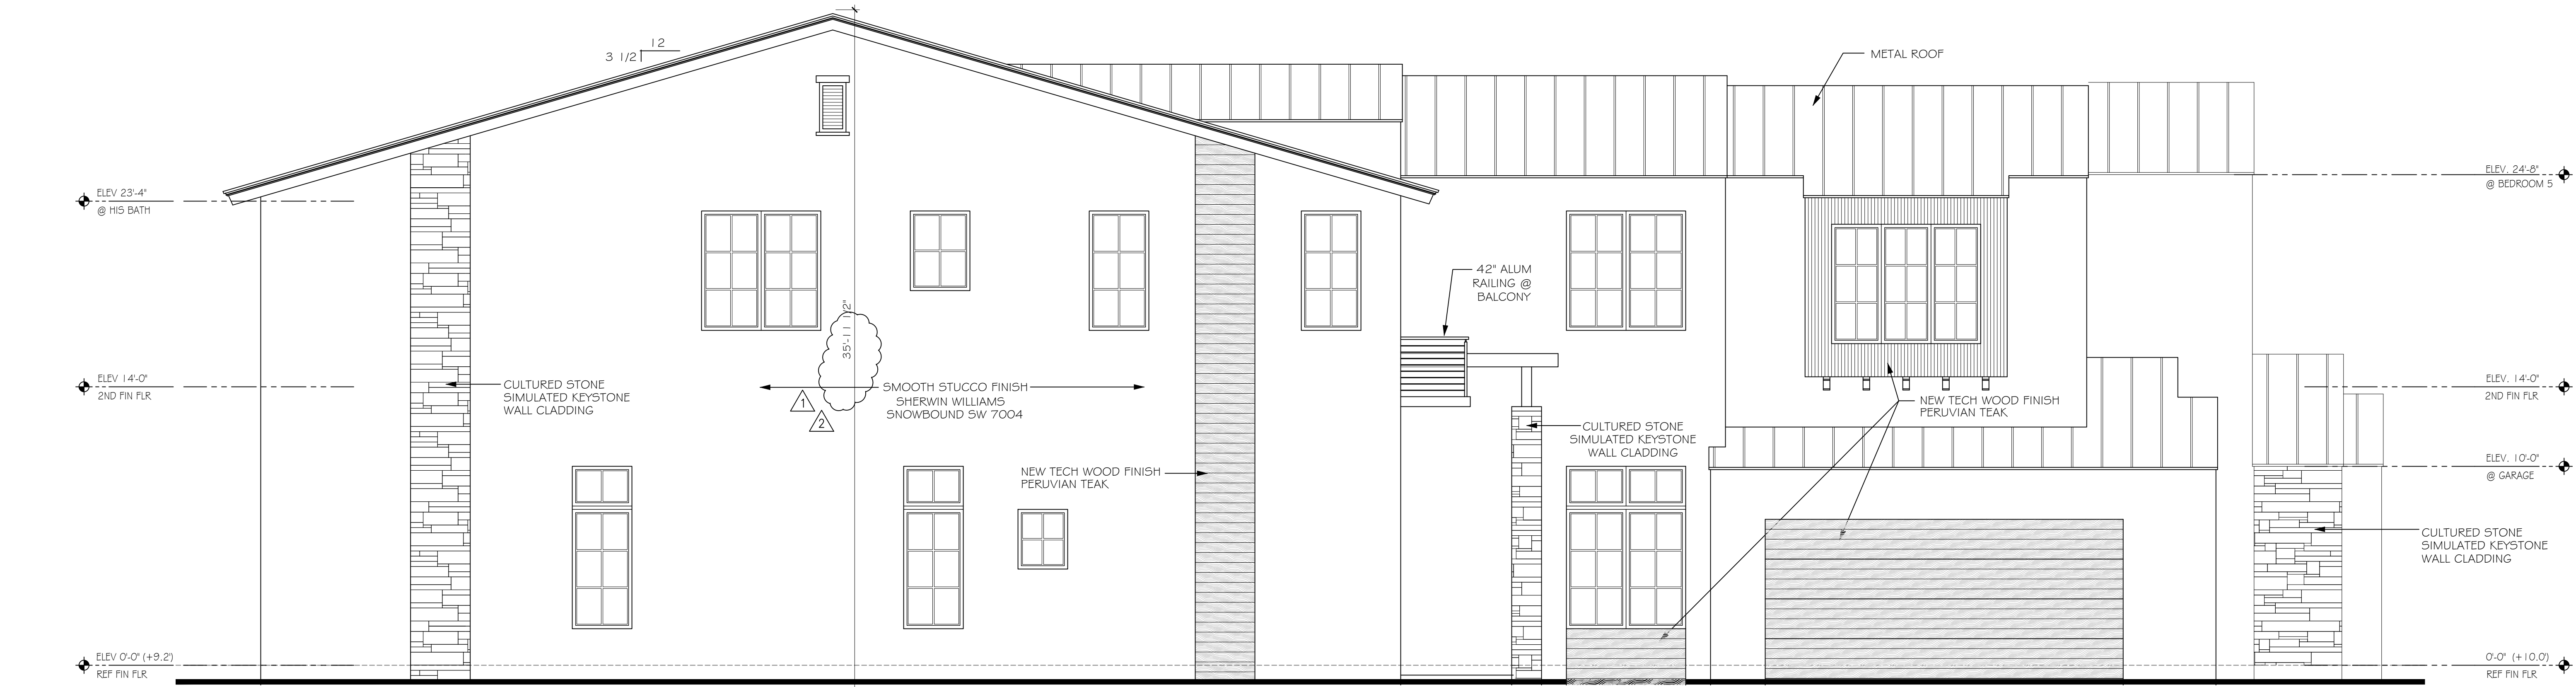 12
3 1/2
METAL ROOF
ELEV 23'-4"
@ HIS BATH
ELEV. 24'-8"
@ BEDROOM 5
42" ALUM
RAILING @
BALCONY
35'-11 1/2"
ELEV 14'-0"
2ND FIN FLR
CULTURED STONE
SIMULATED KEYSTONE
WALL CLADDING
SMOOTH STUCCO FINISH
SHERWIN WILLIAMS
SNOWBOUND SW 7004
1
2
ELEV. 14'-0"
2ND FIN FLR
NEW TECH WOOD FINISH
PERUVIAN TEAK
CULTURED STONE
SIMULATED KEYSTONE
WALL CLADDING
NEW TECH WOOD FINISH
PERUVIAN TEAK
ELEV. 10'-0"
@ GARAGE
CULTURED STONE
SIMULATED KEYSTONE
WALL CLADDING
ELEV 0'-0" (+9.2')
REF FIN FLR
0'-0" (+10.0')
REF FIN FLR